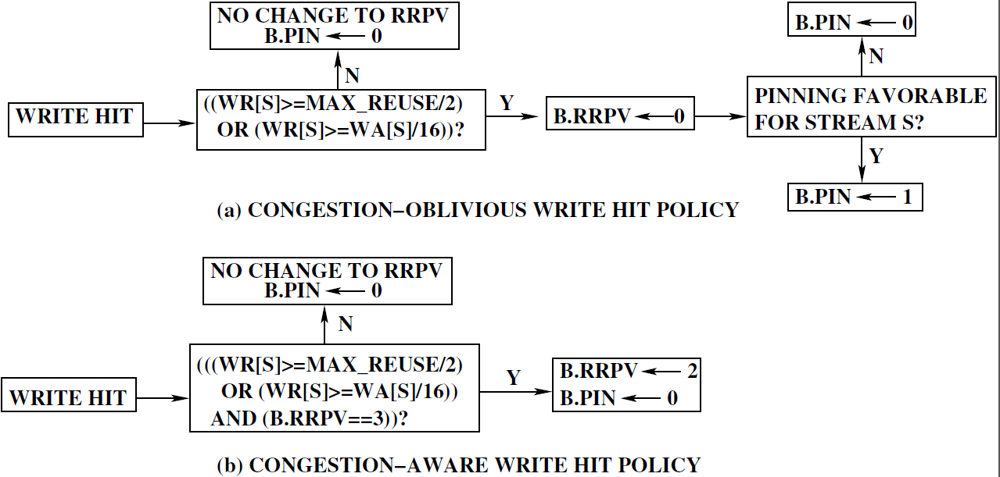 NO CHANGE TO RRPV
B.PIN ← 0
N
WRITE HIT
((WR[S]>=MAX_REUSE/2)
OR (WR[S]>=WA[S]/16))?
Y
B.RRPV ← 0
B.PIN ← 0
N
PINNING FAVORABLE
FOR STREAM S?
Y
B.PIN ← 1
(a) CONGESTION–OBLIVIOUS WRITE HIT POLICY
NO CHANGE TO RRPV
B.PIN ← 0
N
WRITE HIT
(((WR[S]>=MAX_REUSE/2)
OR (WR[S]>=WA[S]/16))
AND (B.RRPV==3))?
Y
B.RRPV ← 2
B.PIN ← 0
(b) CONGESTION–AWARE WRITE HIT POLICY